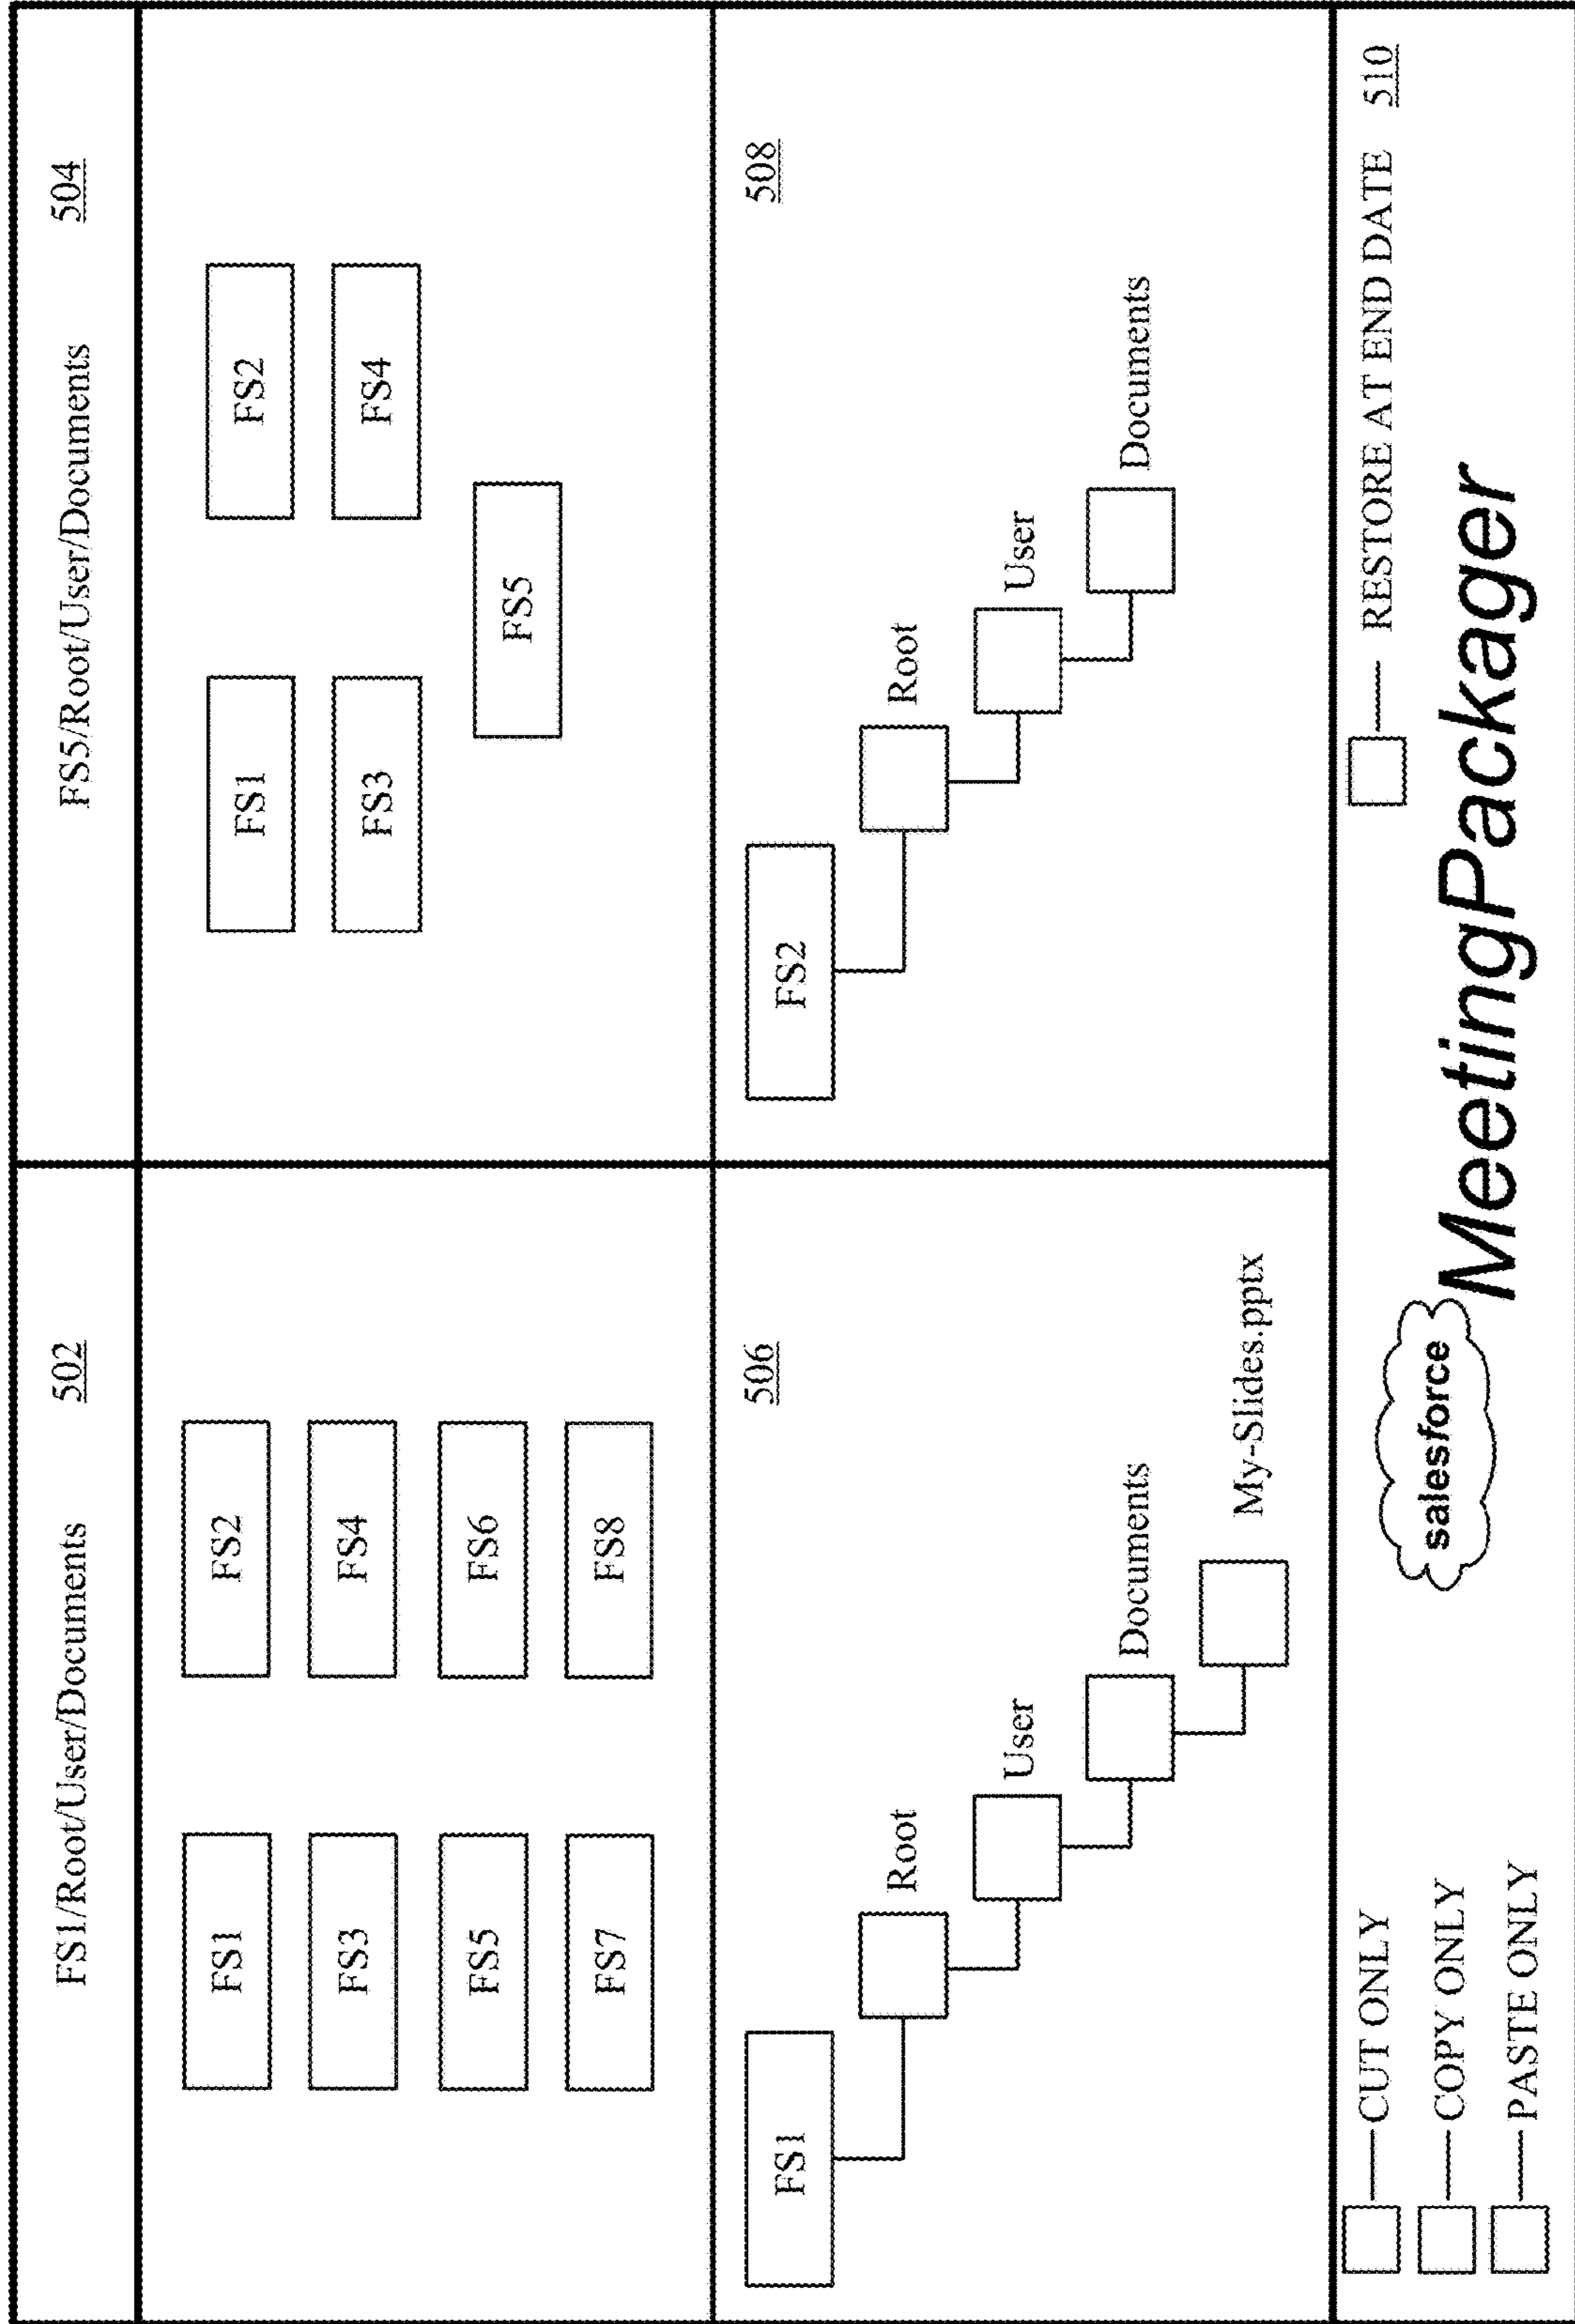 FS1/Root/User/Documents 502
FS5/Root/User/Documents 504
FS1 FS2
FS3 FS4
FS5 FS6
FS7 FS8
FS1 FS2
FS3 FS4
FS5
506
FS1
Root
User
Documents
My-Slides.pptx
508
FS2
Root
User
Documents
CUT ONLY
COPY ONLY
PASTE ONLY
RESTORE AT END DATE 510
salesforce
MeetingPackager